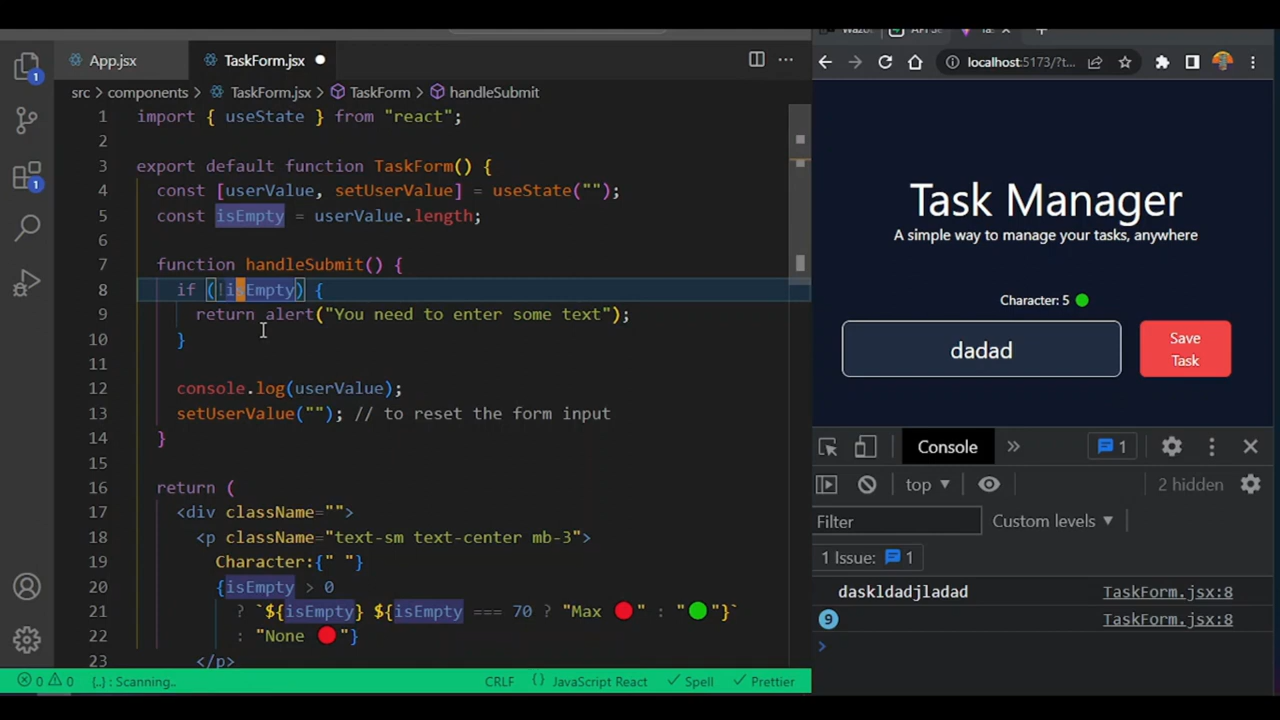 App.jsx
TaskForm.jsx
src > components > TaskForm.jsx > TaskForm > handleSubmit
1 import { useState } from "react";
2
3 export default function TaskForm() {
4 const [userValue, setUserValue] = useState("");
5 const isEmpty = userValue.length;
6
7 function handleSubmit() {
8 if (!isEmpty) {
9 return alert("You need to enter some text");
10 }
11
12 console.log(userValue);
13 setUserValue(""); // to reset the form input
14 }
15
16 return (
17 <div className="">
18 <p className="text-sm text-center mb-3">
19 Character:{" "}
20 {isEmpty > 0
21 ? `${isEmpty} ${isEmpty === 70 ? "Max 🔴" : "🟢"}`
22 : "None 🔴"}
23 </p>
1
1
0 0 {..} : Scanning.. CRLF {} JavaScript React Spell Prettier
localhost:5173/?t...
Task Manager
A simple way to manage your tasks, anywhere
Character: 5 🟢
dadad
Save
Task
Console » 1
top ▼ 2 hidden
Filter Custom levels ▼
1 Issue: 1
daskldadjladad TaskForm.jsx:8
9 TaskForm.jsx:8
>